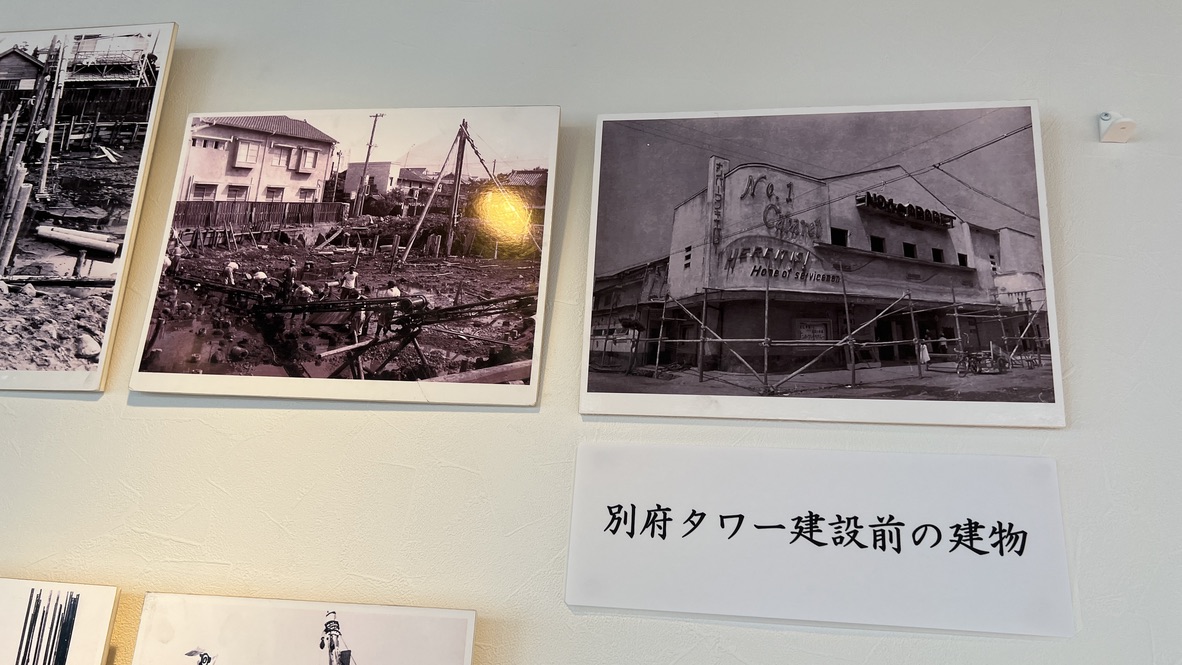 No. 1
Cabaret
No.1 CABARET
Home of servicemen
別府タワー建設前の建物